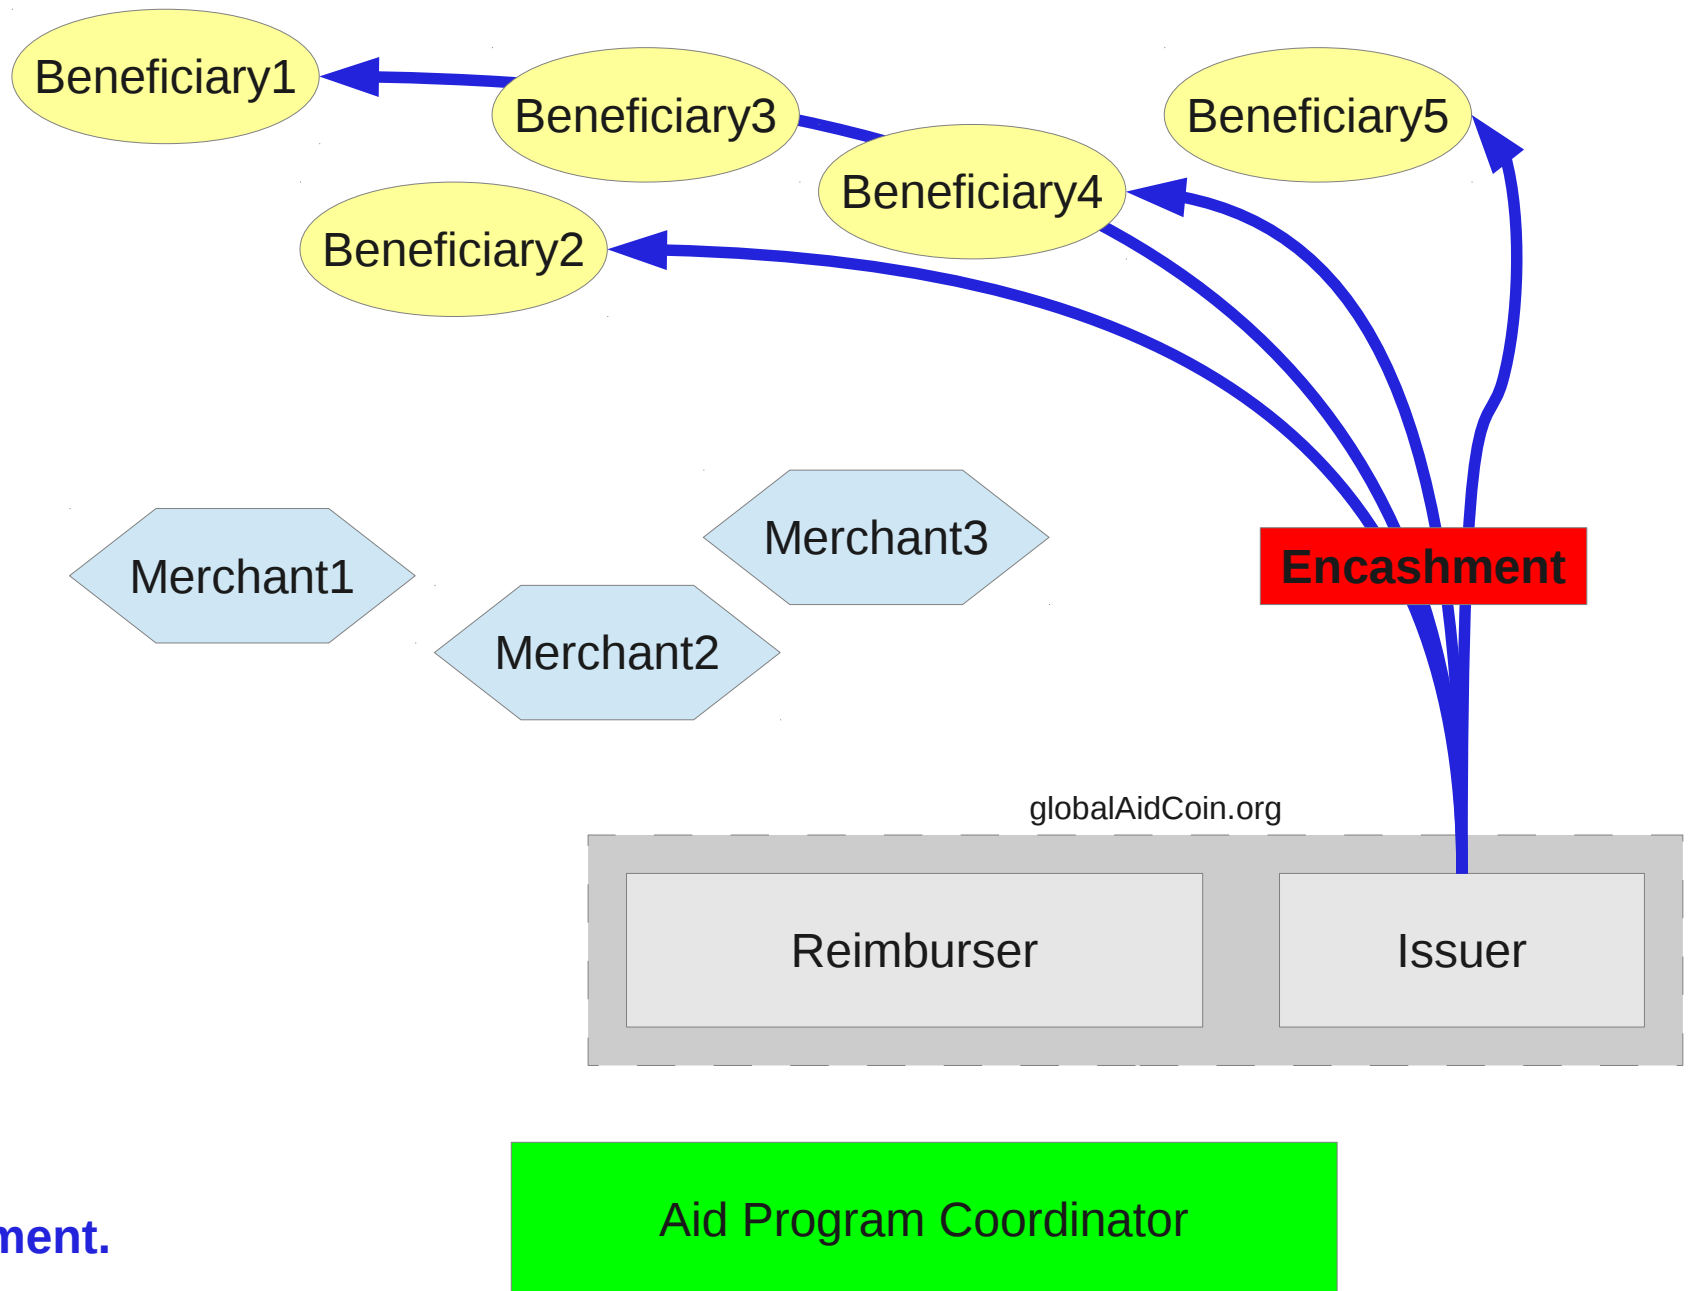 Beneficiary1
Beneficiary3
Beneficiary5
Beneficiary4
Beneficiary2
Merchant3
Encashment
Merchant1
Merchant2
globalAidCoin.org
Reimburser
Issuer
Aid Program Coordinator
ment.